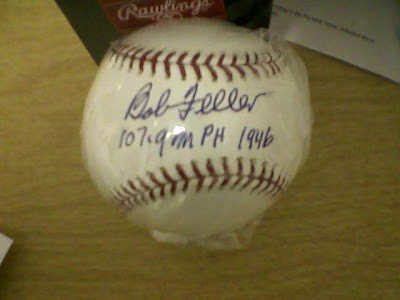 Rawlings
Bob Feller
107.9 MPH 1946